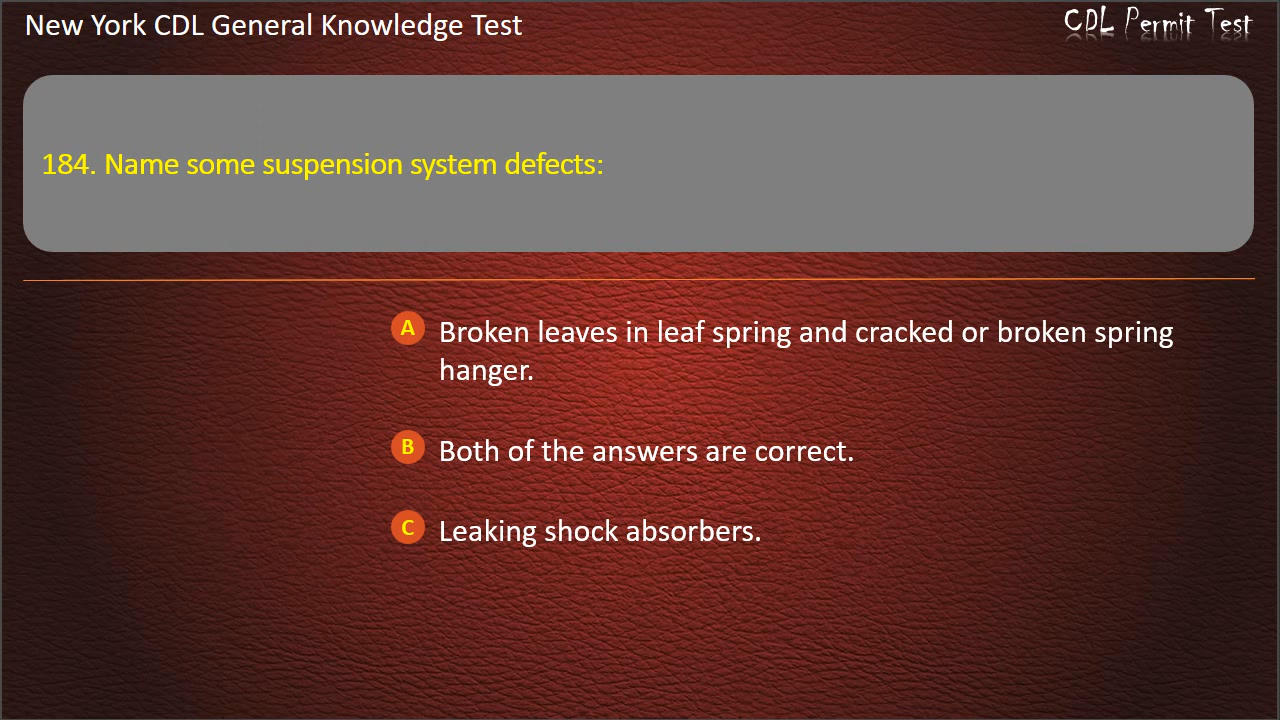 New York CDL General Knowledge Test
CDL Permit Test
184. Name some suspension system defects:
A Broken leaves in leaf spring and cracked or broken spring
hanger.
B Both of the answers are correct.
C Leaking shock absorbers.